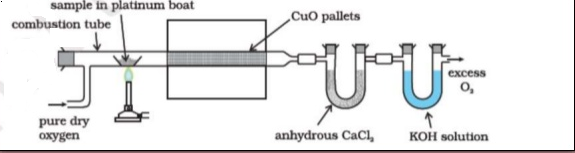 sample in platinum boat
combustion tube
CuO pallets
excess
O₂
pure dry
oxygen
anhydrous CaCl₂
KOH solution